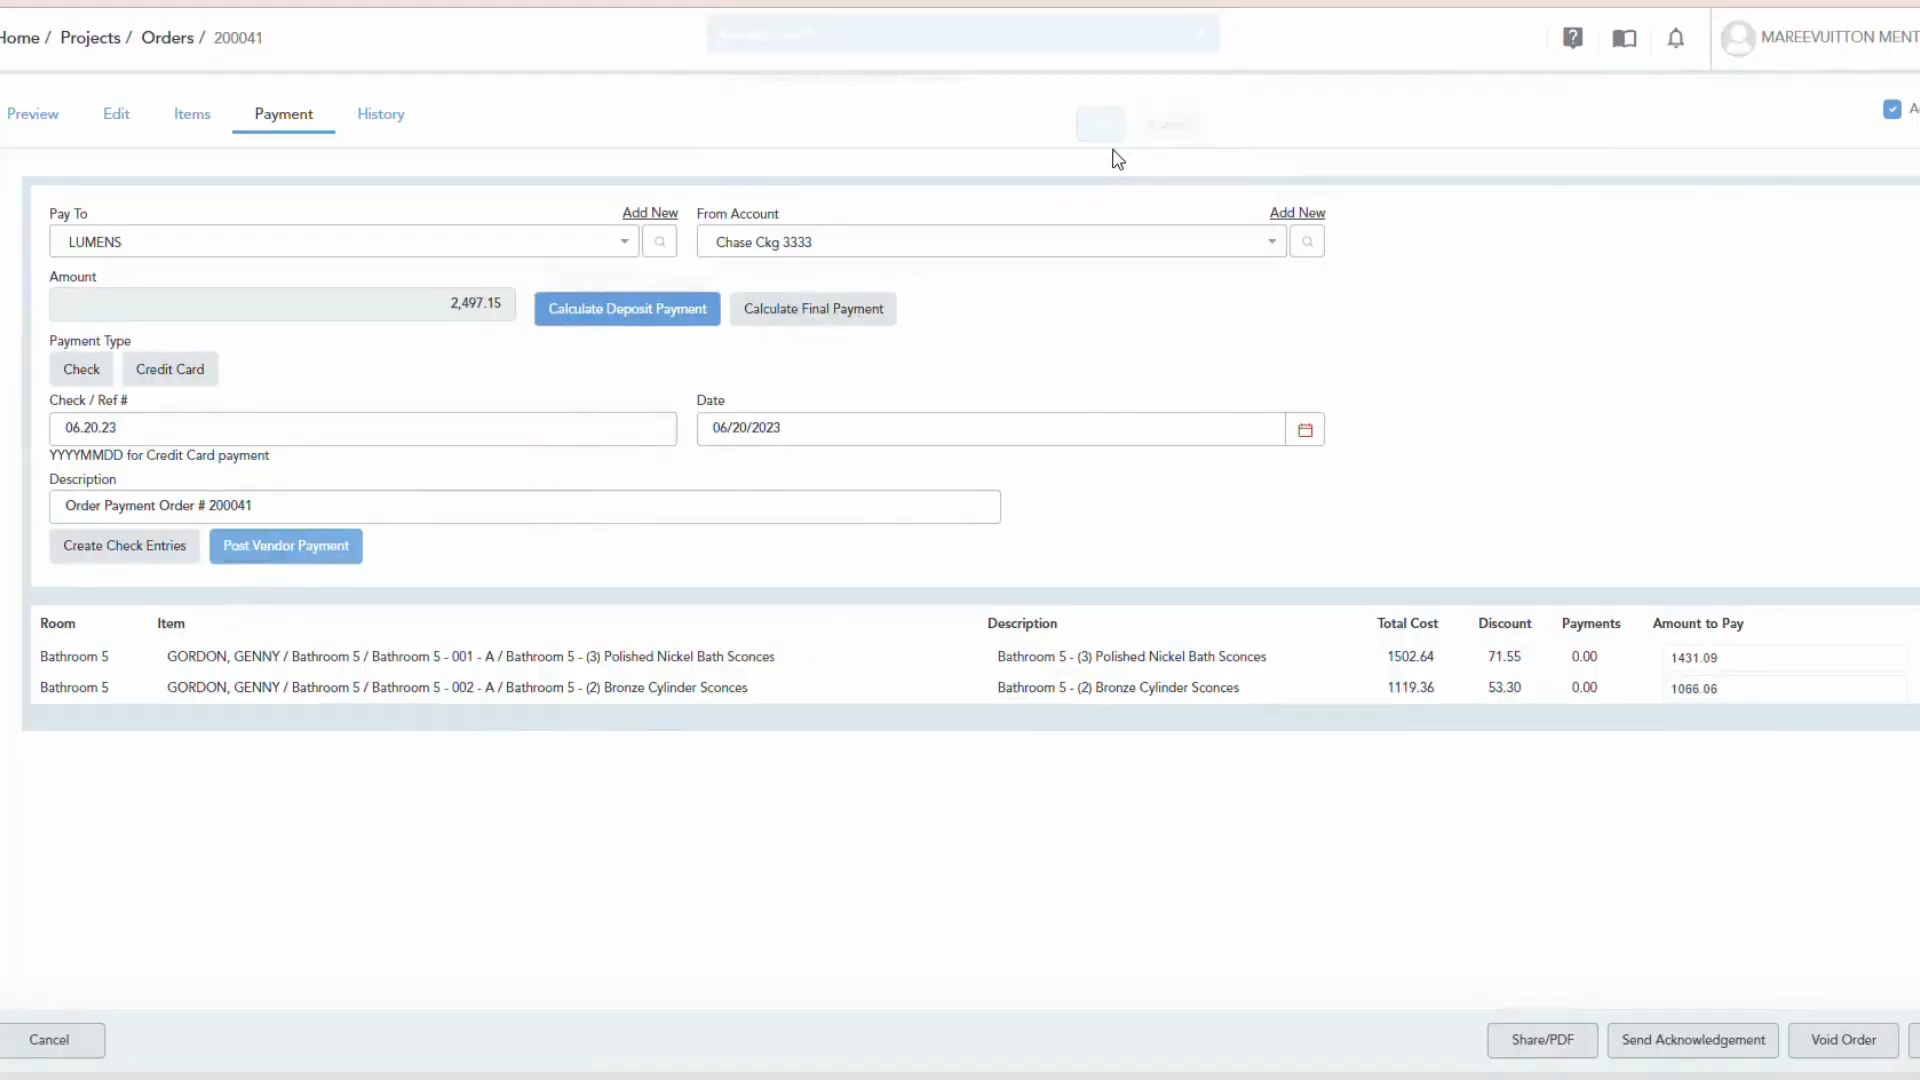 Home / Projects / Orders / 200041
MAREEVUITTON MENT
Preview Edit Items Payment History
Pay To Add New From Account Add New
LUMENS Chase Ckg 3333
Amount
2,497.15 Calculate Deposit Payment Calculate Final Payment
Payment Type
Check Credit Card
Check / Ref # Date
06.20.23 06/20/2023
YYYYMMDD for Credit Card payment
Description
Order Payment Order # 200041
Create Check Entries Post Vendor Payment
Room Item Description Total Cost Discount Payments Amount to Pay
Bathroom 5 GORDON, GENNY / Bathroom 5 / Bathroom 5 - 001 - A / Bathroom 5 - (3) Polished Nickel Bath Sconces Bathroom 5 - (3) Polished Nickel Bath Sconces 1502.64 71.55 0.00 1431.09
Bathroom 5 GORDON, GENNY / Bathroom 5 / Bathroom 5 - 002 - A / Bathroom 5 - (2) Bronze Cylinder Sconces Bathroom 5 - (2) Bronze Cylinder Sconces 1119.36 53.30 0.00 1066.06
Cancel Share/PDF Send Acknowledgement Void Order